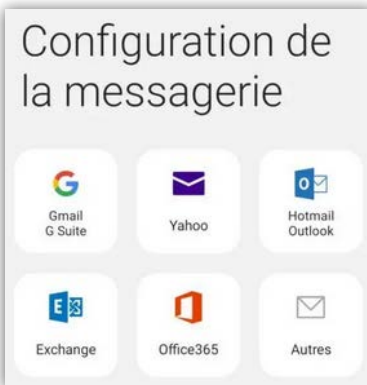 Configuration de
la messagerie
Gmail
G Suite
Yahoo
Hotmail
Outlook
Exchange
Office365
Autres